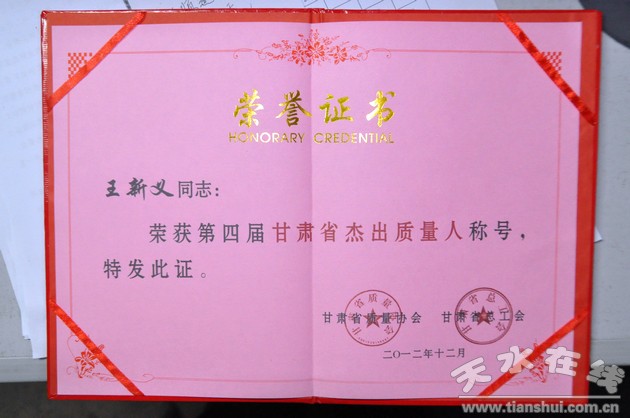 荣誉证书
HONORARY CREDENTIAL
王新义同志：
荣获第四届甘肃省杰出质量人称号，
特发此证。
甘肃省质量协会 甘肃省总工会
二〇一二年十二月
天水在线
www.tianshui.com.cn